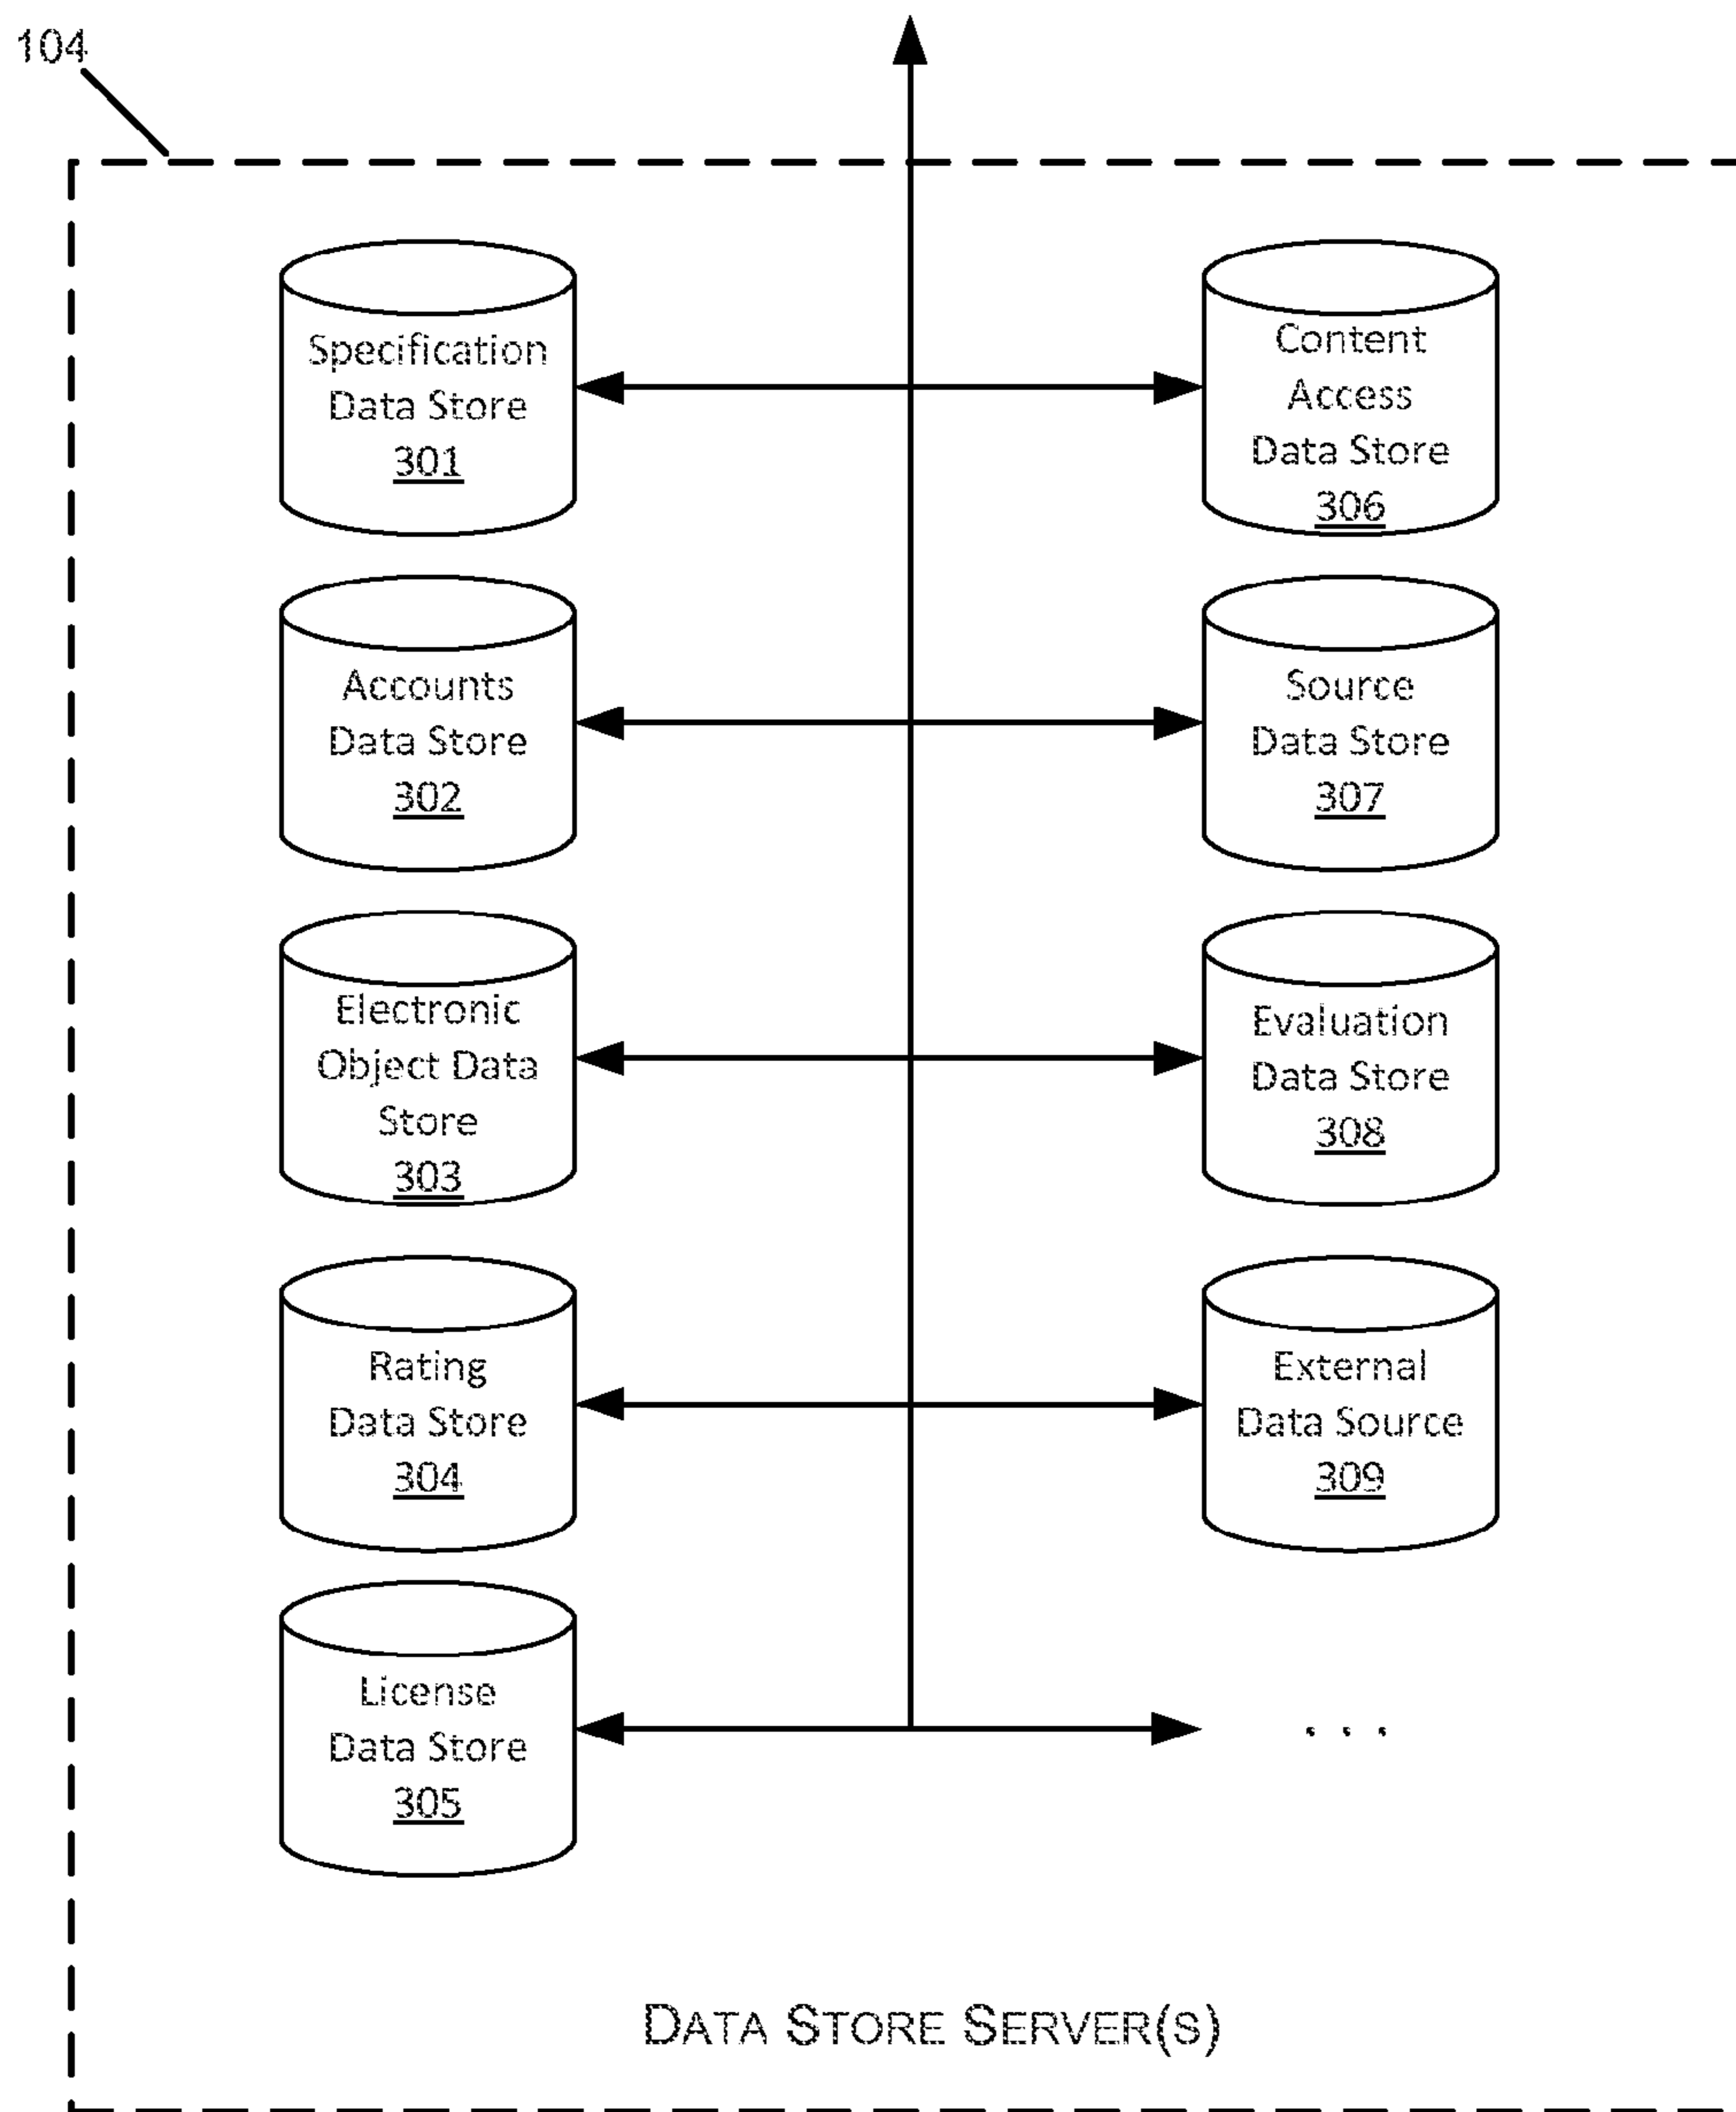 104
Specification
Data Store
301
Content
Access
Data Store
306
Accounts
Data Store
302
Source
Data Store
307
Electronic
Object Data
Store
303
Evaluation
Data Store
308
Rating
Data Store
304
External
Data Source
309
License
Data Store
305
. . .
DATA STORE SERVER(S)